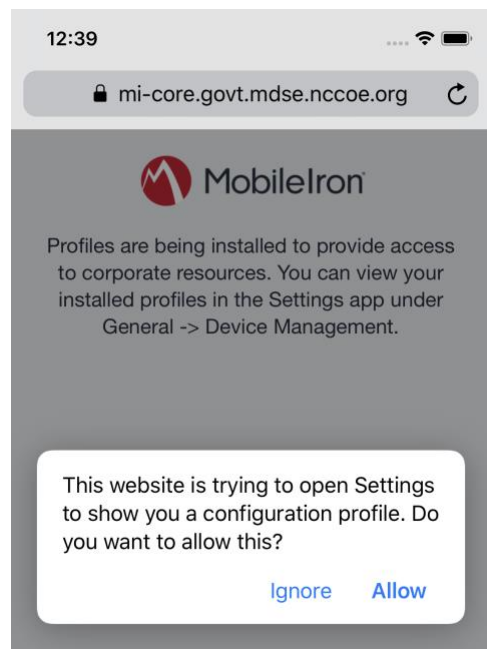 12:39
mi-core.govt.mdse.nccoe.org
MobileIron
Profiles are being installed to provide access
to corporate resources. You can view your
installed profiles in the Settings app under
General -> Device Management.
This website is trying to open Settings
to show you a configuration profile. Do
you want to allow this?
Ignore Allow